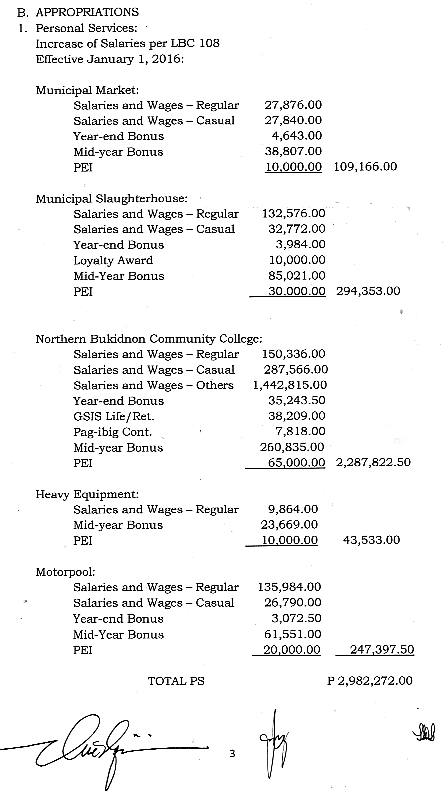 B. APPROPRIATIONS
1. Personal Services:
Increase of Salaries per LBC 108
Effective January 1, 2016:
Municipal Market:
Salaries and Wages – Regular 27,876.00
Salaries and Wages – Casual 27,840.00
Year-end Bonus 4,643.00
Mid-year Bonus 38,807.00
PEI 10,000.00 109,166.00
Municipal Slaughterhouse:
Salaries and Wages – Regular 132,576.00
Salaries and Wages – Casual 32,772.00
Year-end Bonus 3,984.00
Loyalty Award 10,000.00
Mid-Year Bonus 85,021.00
PEI 30.000.00 294,353.00
Northern Bukidnon Community College:
Salaries and Wages – Regular 150,336.00
Salaries and Wages – Casual 287,566.00
Salaries and Wages – Others 1,442,815.00
Year-end Bonus 35,243.50
GSIS Life/Ret. 38,209.00
Pag-ibig Cont. 7,818.00
Mid-year Bonus 260,835.00
PEI 65,000.00 2,287,822.50
Heavy Equipment:
Salaries and Wages – Regular 9,864.00
Mid-year Bonus 23,669.00
PEI 10,000.00 43,533.00
Motorpool:
Salaries and Wages – Regular 135,984.00
Salaries and Wages – Casual 26,790.00
Year-end Bonus 3,072.50
Mid-Year Bonus 61,551.00
PEI 20,000.00 247,397.50
TOTAL PS P 2,982,272.00
3